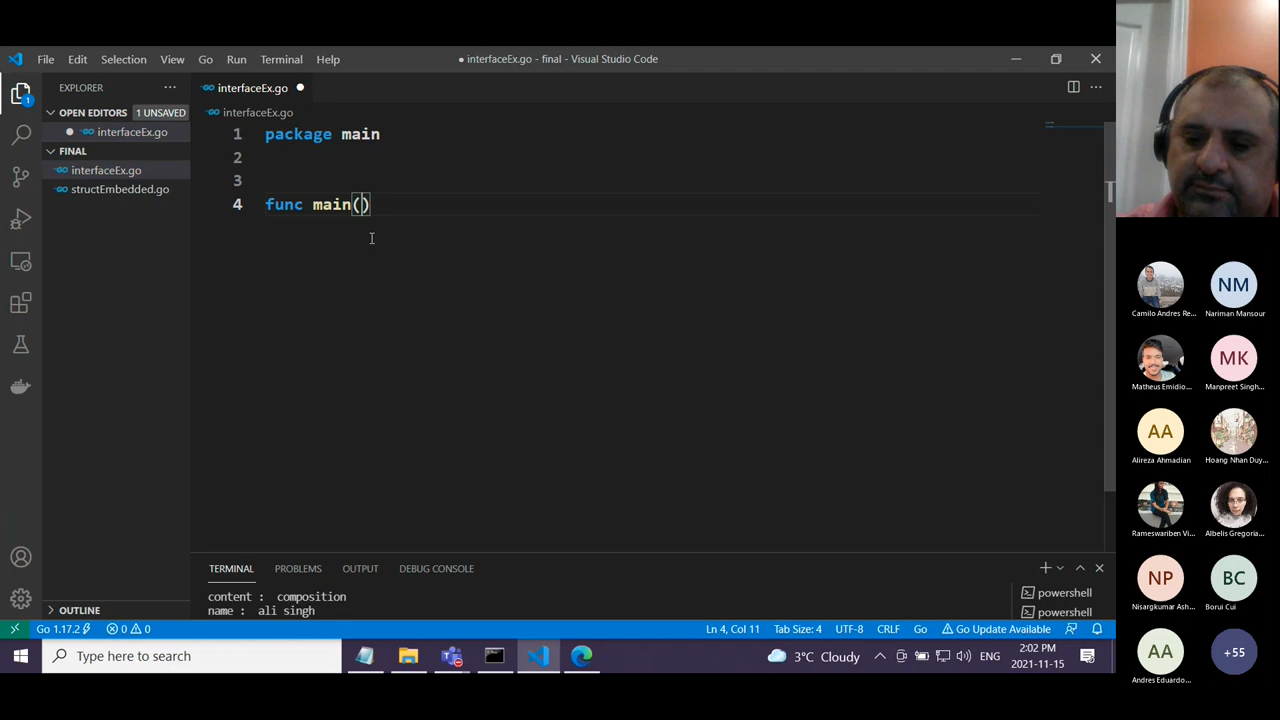 File Edit Selection View Go Run Terminal Help
● interfaceEx.go - final - Visual Studio Code
EXPLORER
OPEN EDITORS 1 UNSAVED
interfaceEx.go
FINAL
interfaceEx.go
structEmbedded.go
OUTLINE
1
interfaceEx.go
interfaceEx.go
1 package main
2
3
4 func main()
TERMINAL PROBLEMS OUTPUT DEBUG CONSOLE
content : composition
name : ali singh
powershell
powershell
Go 1.17.2 0 0 Ln 4, Col 11 Tab Size: 4 UTF-8 CRLF Go Go Update Available
Type here to search
3°C Cloudy
ENG
2:02 PM
2021-11-15
Camilo Andres Re...
NM
Nariman Mansour
Matheus Emidio...
MK
Manpreet Singh...
AA
Alireza Ahmadian
Hoang Nhan Duy...
Rameswariben Vi...
Albelis Gregoria...
NP
Nisargkumar Ash...
BC
Borui Cui
AA
Andres Eduardo...
+55